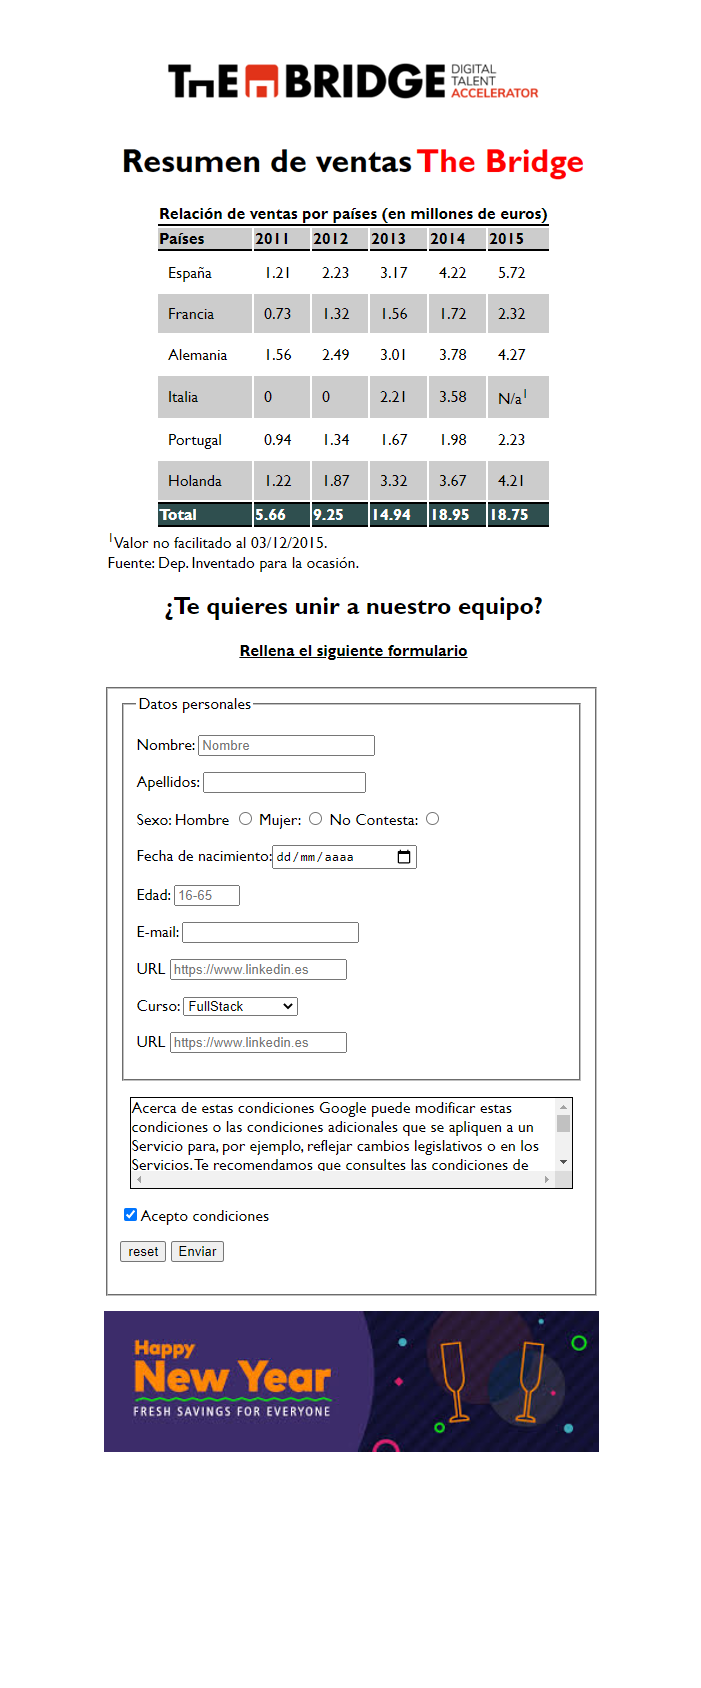 THE BRIDGE DIGITAL TALENT ACCELERATOR
Resumen de ventas The Bridge
Relación de ventas por países (en millones de euros)
Países 2011 2012 2013 2014 2015
España 1.21 2.23 3.17 4.22 5.72
Francia 0.73 1.32 1.56 1.72 2.32
Alemania 1.56 2.49 3.01 3.78 4.27
Italia 0 0 2.21 3.58 N/a1
Portugal 0.94 1.34 1.67 1.98 2.23
Holanda 1.22 1.87 3.32 3.67 4.21
Total 5.66 9.25 14.94 18.95 18.75
1Valor no facilitado al 03/12/2015.
Fuente: Dep. Inventado para la ocasión.
¿Te quieres unir a nuestro equipo?
Rellena el siguiente formulario
Datos personales
Nombre: Nombre
Apellidos:
Sexo: Hombre Mujer: No Contesta:
Fecha de nacimiento: dd/mm/aaaa
Edad: 16-65
E-mail:
URL https://www.linkedin.es
Curso: FullStack
URL https://www.linkedin.es
Acerca de estas condiciones Google puede modificar estas
condiciones o las condiciones adicionales que se apliquen a un
Servicio para, por ejemplo, reflejar cambios legislativos o en los
Servicios. Te recomendamos que consultes las condiciones de
Acepto condiciones
reset Enviar
Happy
New Year
FRESH SAVINGS FOR EVERYONE